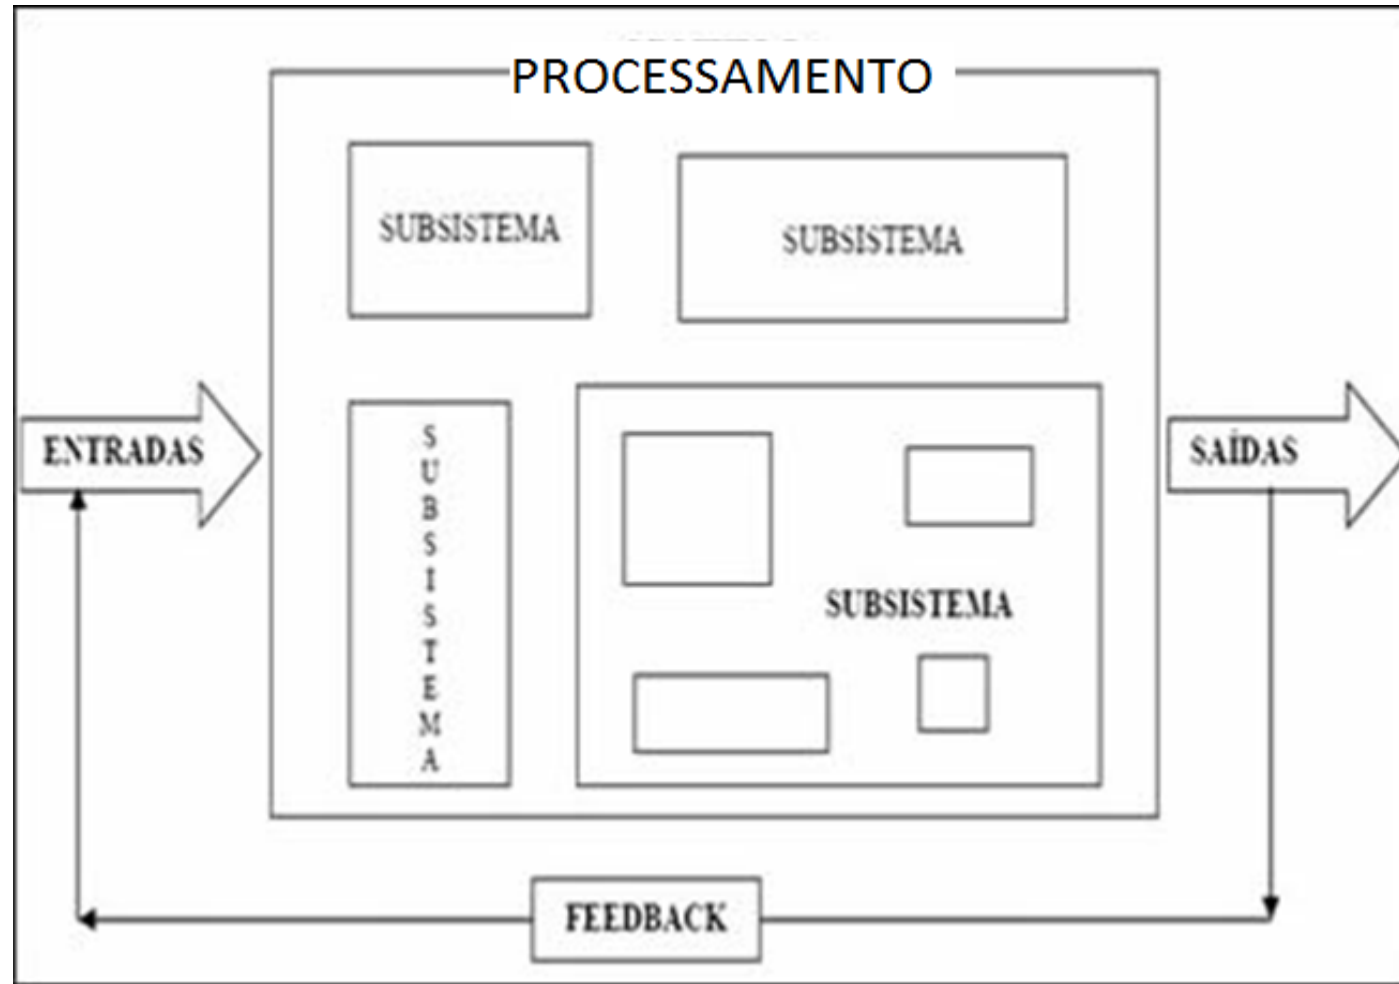 PROCESSAMENTO
SUBSISTEMA
SUBSISTEMA
ENTRADAS
SUBSISTEMA
SUBSISTEMA
SAÍDAS
FEEDBACK